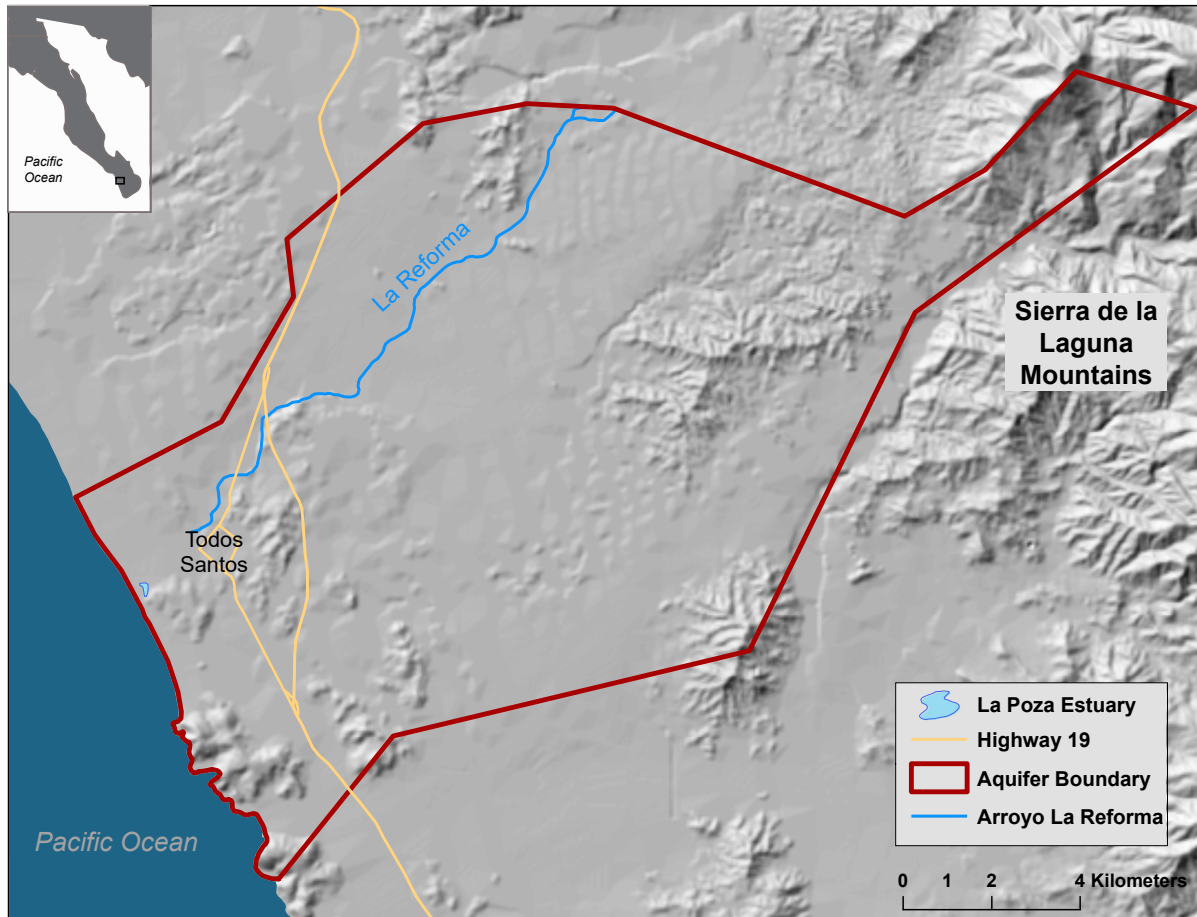 Pacific
Ocean
La Reforma
Sierra de la
Laguna
Mountains
Todos
Santos
Pacific Ocean
La Poza Estuary
Highway 19
Aquifer Boundary
Arroyo La Reforma
0 1 2 4 Kilometers